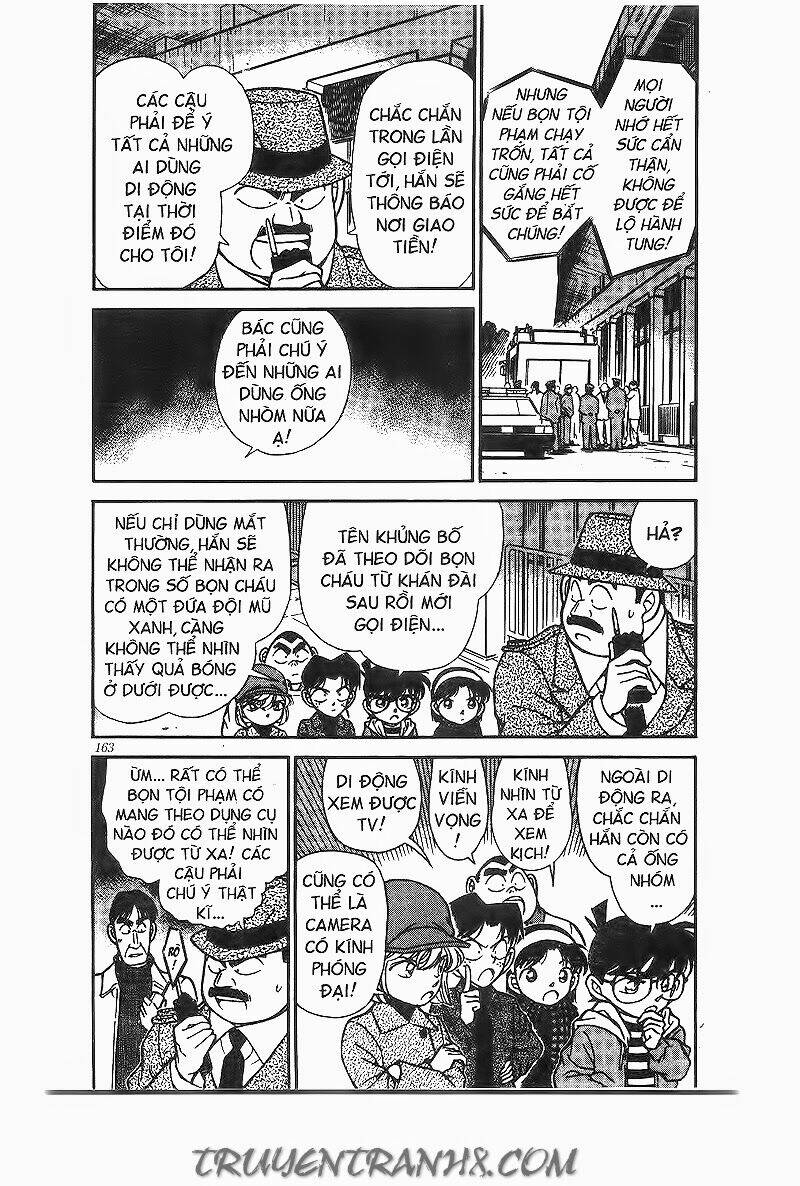 MỌI
NGƯỜI
NHỚ HẾT
SỨC CẨN
THẬN,
KHÔNG
ĐƯỢC ĐỂ
LỘ HÀNH
TUNG!
NHƯNG
NẾU BỌN TỘI
PHẠM CHẠY
TRỐN, TẤT CẢ
CŨNG PHẢI CỐ
GẮNG HẾT
SỨC ĐỂ BẮT
CHÚNG!
CHẮC CHẮN
TRONG LẦN
GỌI ĐIỆN
TỚI, HẮN SẼ
THÔNG BÁO
NƠI GIAO
TIỀN!
CÁC CẬU
PHẢI ĐỂ Ý
TẤT CẢ NHỮNG
AI DÙNG
DI ĐỘNG
TẠI THỜI
ĐIỂM ĐÓ
CHO TÔI!
BÁC CŨNG
PHẢI CHÚ Ý
ĐẾN NHỮNG AI
DÙNG ỐNG
NHÒM NỮA
Ạ!
HẢ?
TÊN KHỦNG BỐ
ĐÃ THEO DÕI BỌN
CHÁU TỪ KHÁN ĐÀI
SAU RỒI MỚI
GỌI ĐIỆN...
NẾU CHỈ DÙNG MẮT
THƯỜNG, HẮN SẼ
KHÔNG THỂ NHẬN RA
TRONG SỐ BỌN CHÁU
CÓ MỘT ĐỨA ĐỘI MŨ
XANH, CÀNG
KHÔNG THỂ NHÌN
THẤY QUẢ BÓNG
Ở DƯỚI ĐƯỢC...
163
NGOÀI DI
ĐỘNG RA,
CHẮC CHẮN
HẮN CÒN CÓ
CẢ ỐNG
NHÓM
...
KÍNH
NHÌN TỪ
XA ĐỂ
XEM
KỊCH!
KÍNH
VIỄN
VỌNG!
DI ĐỘNG
XEM ĐƯỢC
TV!
CŨNG CÓ
THỂ LÀ
CAMERA
CÓ KÍNH
PHÓNG
ĐẠI!
ỪM... RẤT CÓ THỂ
BỌN TỘI PHẠM CÓ
MANG THEO DỤNG CỤ
NÀO ĐÓ CÓ THỂ NHÌN
ĐƯỢC TỪ XA! CÁC
CẬU PHẢI
CHÚ Ý THẬT
KĨ...
RÕ!
TRUYENTRANH8.COM